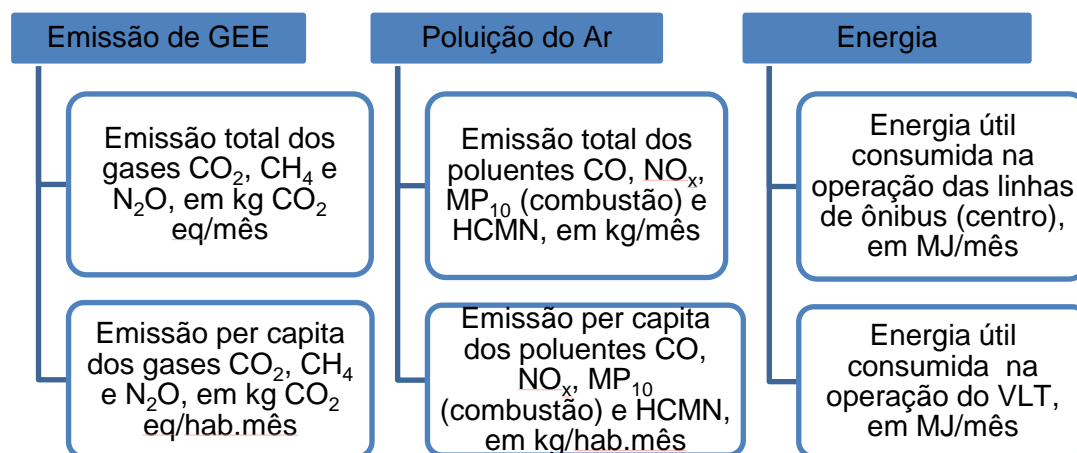 Emissão de GEE
Emissão total dos
gases CO₂, CH₄ e
N₂O, em kg CO₂
eq/mês
Emissão per capita
dos gases CO₂, CH₄
e N₂O, em kg CO₂
eq/hab.mês
Poluição do Ar
Emissão total dos
poluentes CO, NOₓ,
MP₁₀ (combustão) e
HCMN, em kg/mês
Emissão per capita
dos poluentes CO,
NOₓ, MP₁₀
(combustão) e HCMN,
em kg/hab.mês
Energia
Energia útil
consumida na
operação das linhas
de ônibus (centro),
em MJ/mês
Energia útil
consumida na
operação do VLT,
em MJ/mês